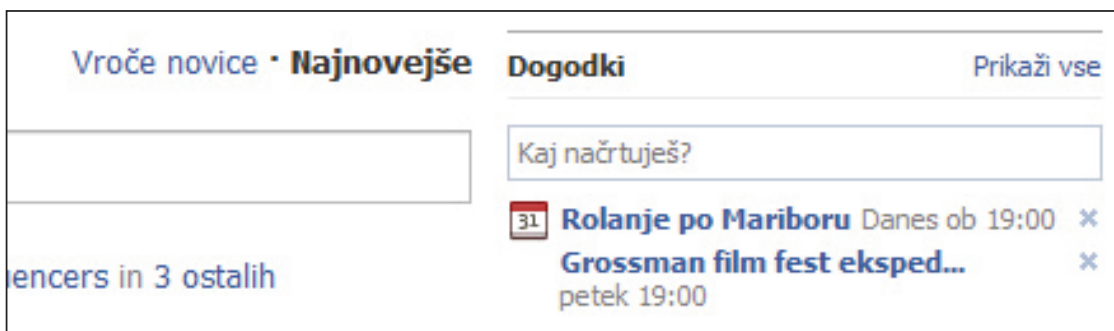 Vroče novice · Najnovejše
encers in 3 ostalih
Dogodki
Prikaži vse
Kaj načrtuješ?
31 Rolanje po Mariboru Danes ob 19:00
Grossman film fest eksped...
petek 19:00